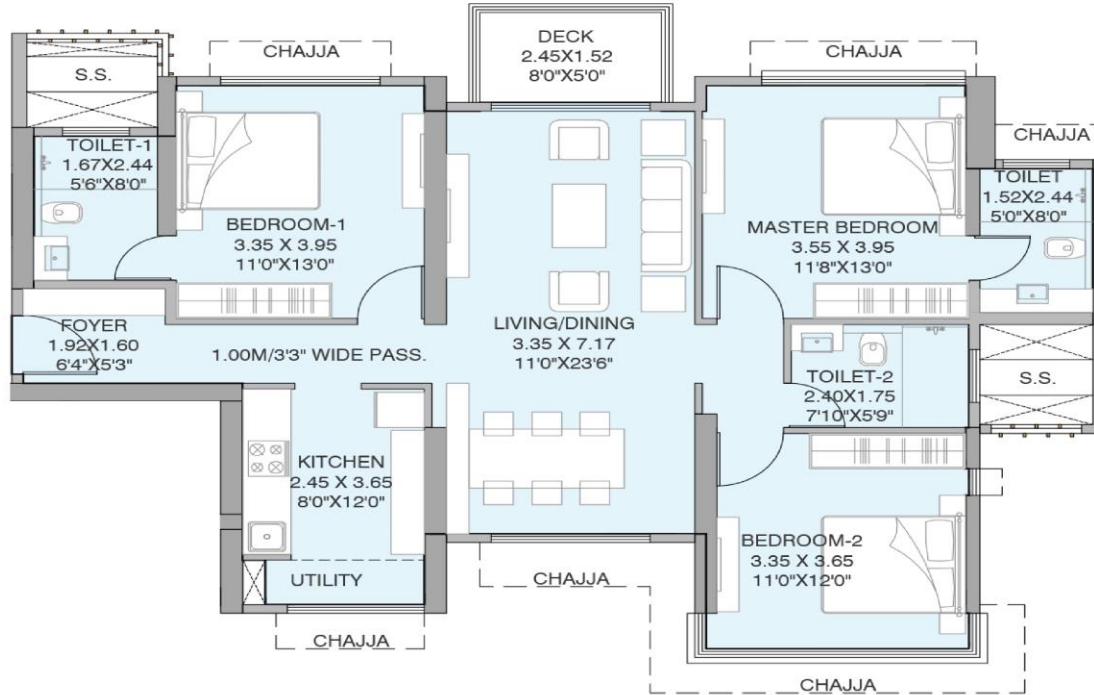 DECK
2.45X1.52
8'0"X5'0"
CHAJJA
CHAJJA
S.S.
CHAJJA
TOILET-1
1.67X2.44
5'6"X8'0"
TOILET
1.52X2.44
5'0"X8'0"
BEDROOM-1
3.35 X 3.95
11'0"X13'0"
MASTER BEDROOM
3.55 X 3.95
11'8"X13'0"
FOYER
1.92X1.60
6'4"X5'3"
1.00M/3'3" WIDE PASS.
LIVING/DINING
3.35 X 7.17
11'0"X23'6"
TOILET-2
2.40X1.75
7'10"X5'9"
S.S.
KITCHEN
2.45 X 3.65
8'0"X12'0"
BEDROOM-2
3.35 X 3.65
11'0"X12'0"
UTILITY
CHAJJA
CHAJJA
CHAJJA